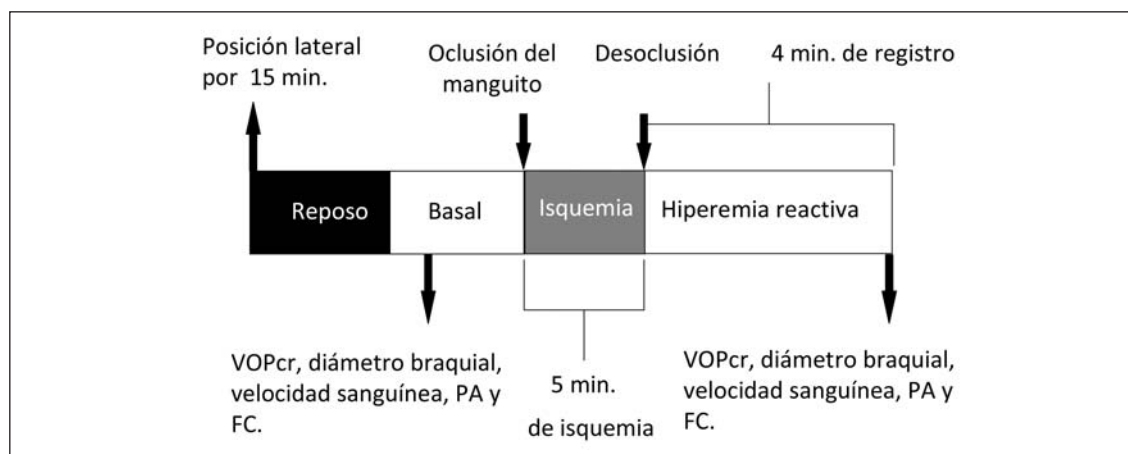 Posición lateral
por 15 min.
Oclusión del
manguito
Desoclusión
4 min. de registro
Reposo
Basal
Isquemia
Hiperemia reactiva
VOPcr, diámetro braquial,
velocidad sanguínea, PA y
FC.
5 min.
de isquemia
VOPcr, diámetro braquial,
velocidad sanguínea, PA y
FC.